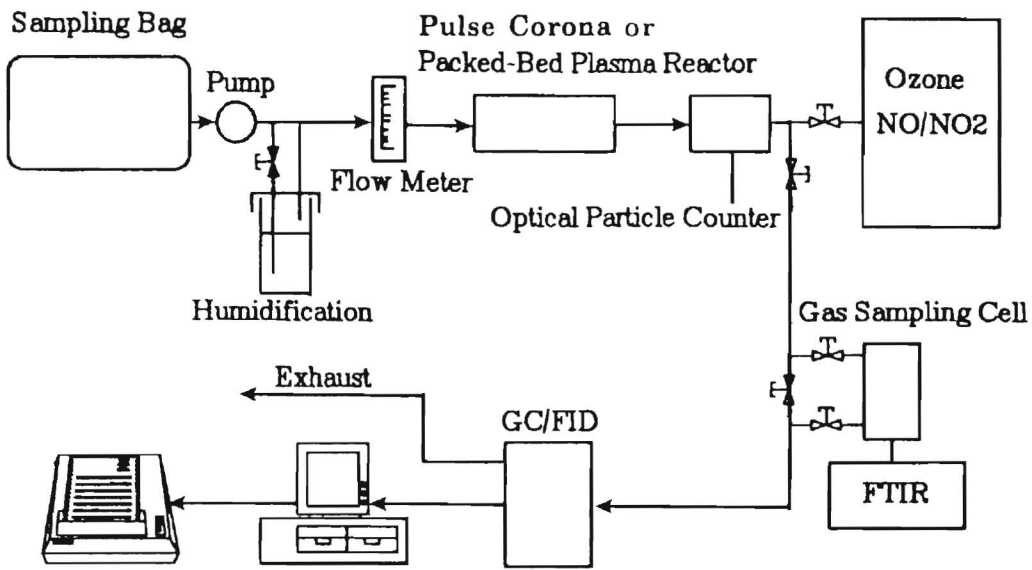 Sampling Bag
Pump
Pulse Corona or
Packed-Bed Plasma Reactor
Ozone
NO/NO2
Flow Meter
Optical Particle Counter
Humidification
Gas Sampling Cell
Exhaust
GC/FID
FTIR